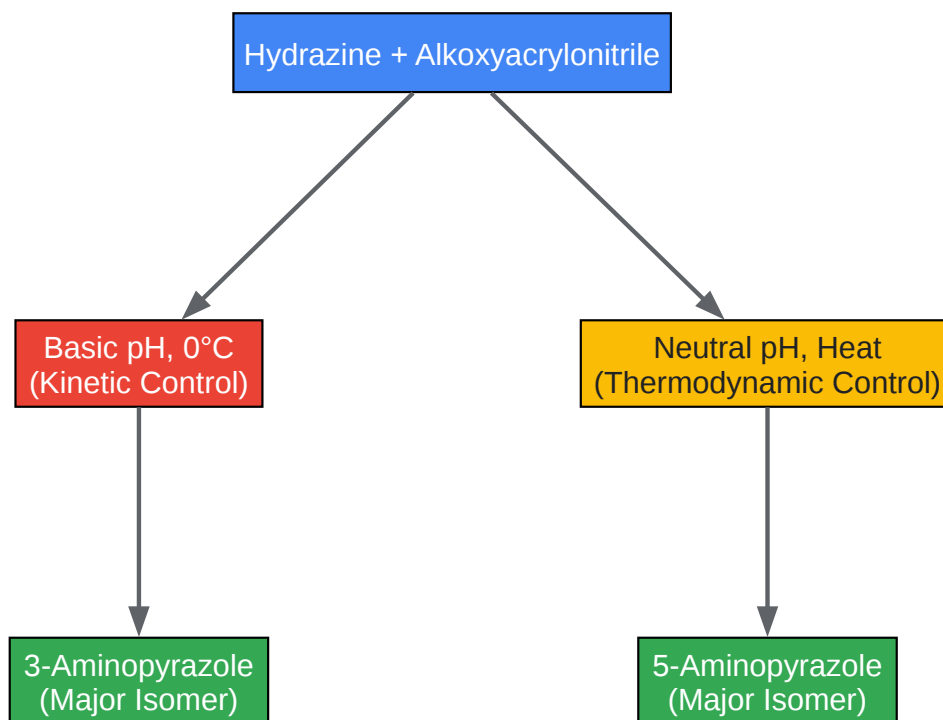 Hydrazine + Alkoxyacrylonitrile
Basic pH, 0°C
(Kinetic Control)
Neutral pH, Heat
(Thermodynamic Control)
3-Aminopyrazole
(Major Isomer)
5-Aminopyrazole
(Major Isomer)